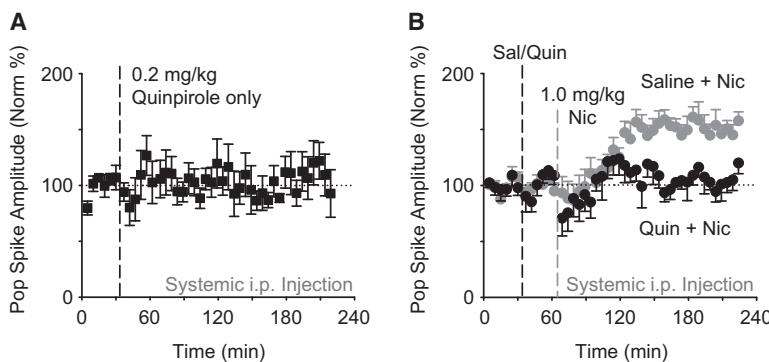 A
Pop Spike Amplitude (Norm %)
200
100
0
0.2 mg/kg
Quinpirole only
Systemic i.p. Injection
0 60 120 180 240
Time (min)
B
Pop Spike Amplitude (Norm %)
200
100
0
Sal/Quin
1.0 mg/kg
Nic
Saline + Nic
Quin + Nic
Systemic i.p. Injection
0 60 120 180 240
Time (min)